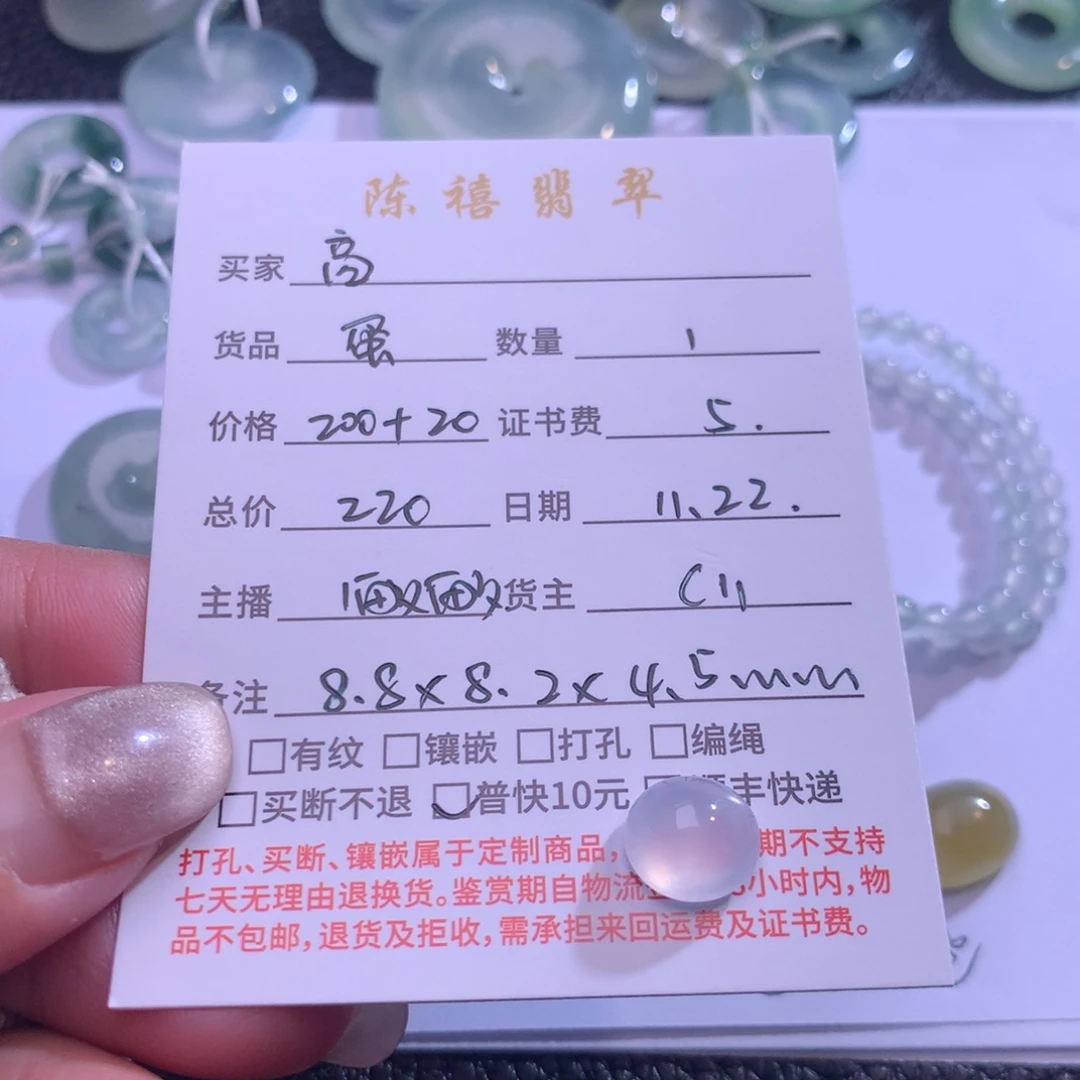 陈禧翡翠
买家 高
货品 蛋 数量 1
价格 200+20 证书费 5.
总价 220 日期 11、22.
主播 货主 C11
备注 8.8×8.2×4.5mm
□有纹 □镶嵌 □打孔 □编绳
□买断不退 □普快10元 丰快递
打孔、买断、镶嵌属于定制商品, 期不支持
七天无理由退换货。鉴赏期自物流 小时内,物
品不包邮,退货及拒收,需承担来回运费及证书费。